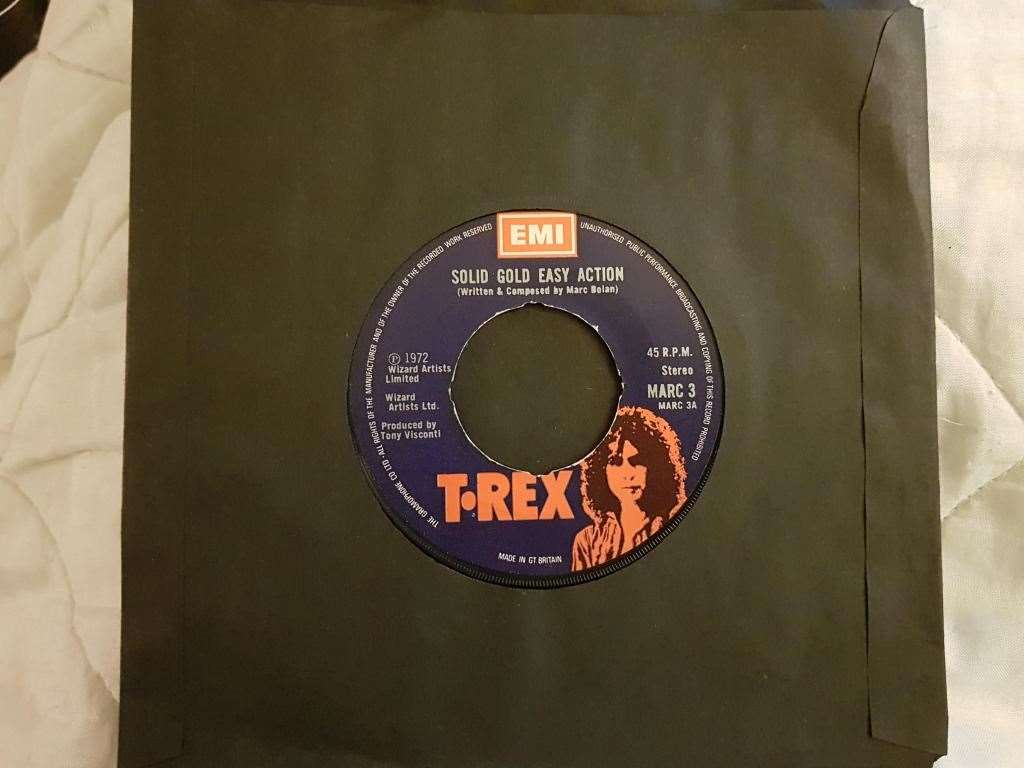 EMI
THE GRAMOPHONE CO LTD · ALL RIGHTS OF THE MANUFACTURER AND OF THE OWNER OF THE RECORDED WORK RESERVED
UNAUTHORISED PUBLIC PERFORMANCE BROADCASTING AND COPYING OF THIS RECORD PROHIBITED
SOLID GOLD EASY ACTION
(Written & Composed by Marc Bolan)
℗ 1972
Wizard Artists
Limited
Wizard
Artists Ltd.
Produced by
Tony Visconti
45 R.P.M.
Stereo
MARC 3
MARC 3A
T·REX
MADE IN GT BRITAIN